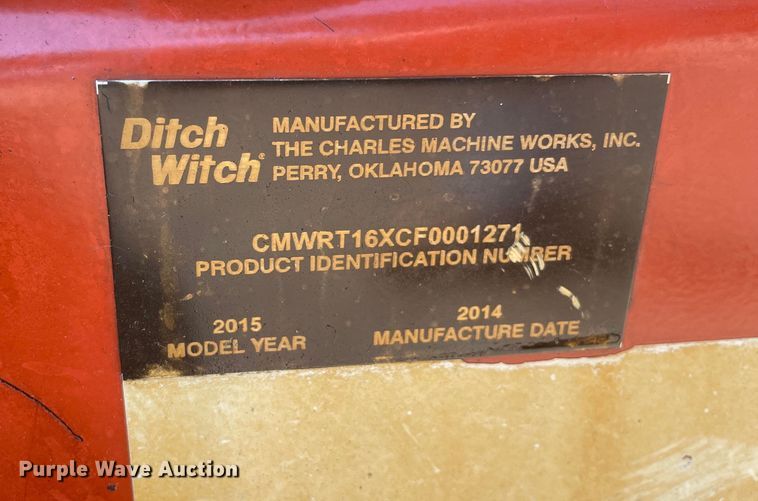 Ditch Witch®
MANUFACTURED BY
THE CHARLES MACHINE WORKS, INC.
PERRY, OKLAHOMA 73077 USA
CMWRT16XCF0001271
PRODUCT IDENTIFICATION NUMBER
2015
MODEL YEAR
2014
MANUFACTURE DATE
Purple Wave Auction